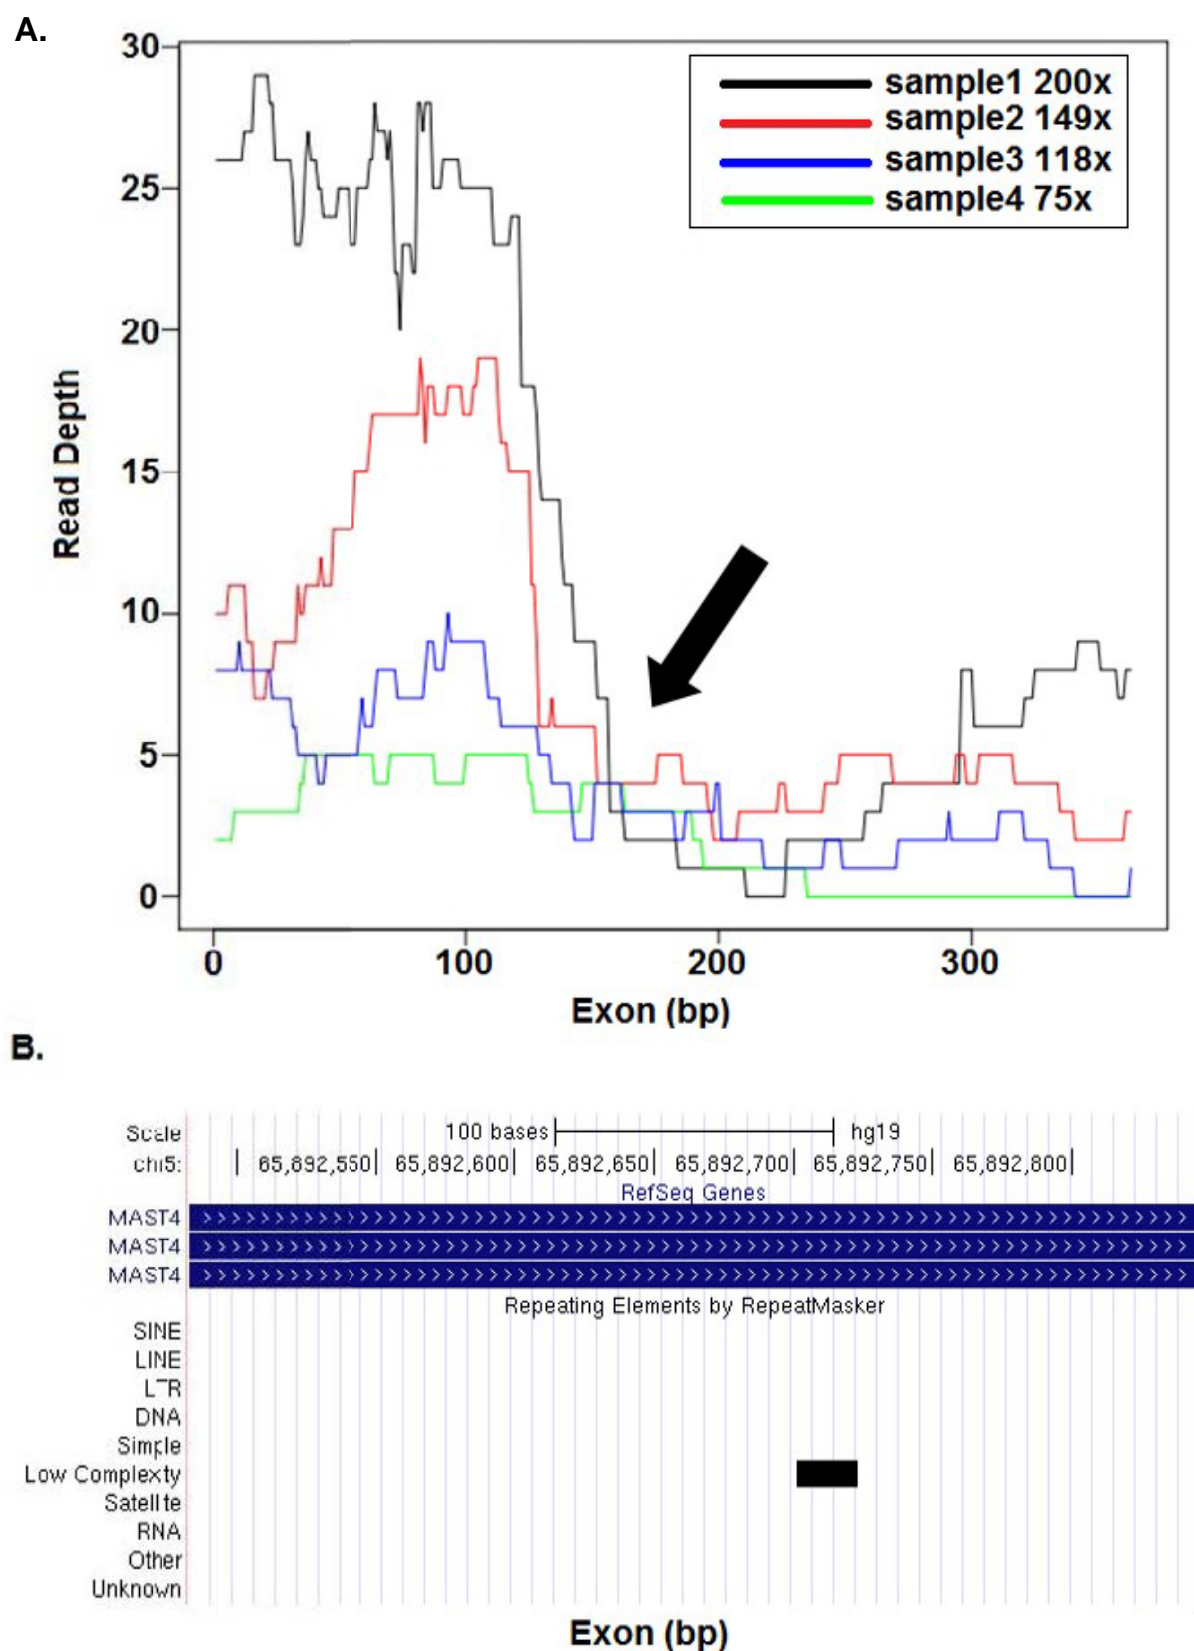 A.
30
25
20
15
10
5
0
Read Depth
sample1 200x
sample2 149x
sample3 118x
sample4 75x
0 100 200 300
Exon (bp)
B.
Scale 100 bases hg19
chr5: 65,892,550 65,892,600 65,892,650 65,892,700 65,892,750 65,892,800
RefSeq Genes
MAST4
MAST4
MAST4
Repeating Elements by RepeatMasker
SINE
LINE
LTR
DNA
Simple
Low Complexty
Satellite
RNA
Other
Unknown
Exon (bp)